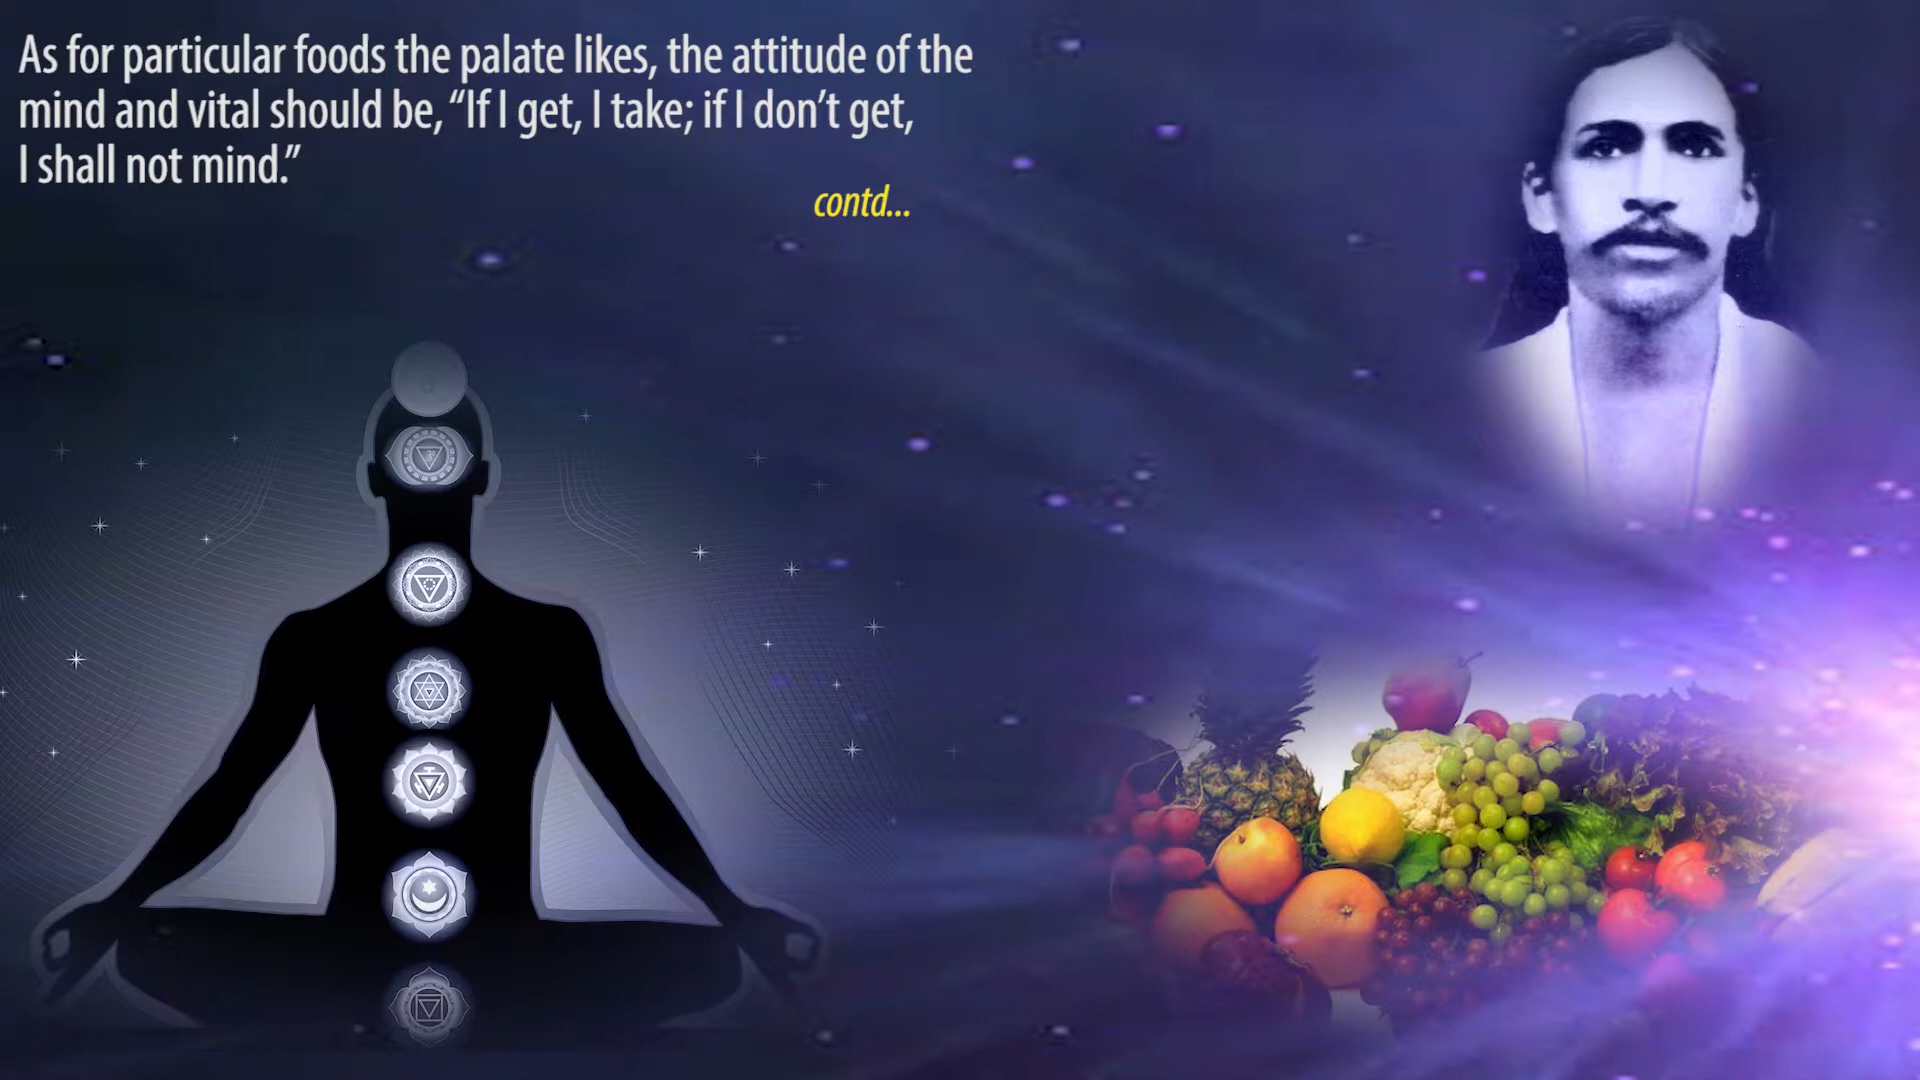 As for particular foods the palate likes, the attitude of the
mind and vital should be, “If I get, I take; if I don’t get,
I shall not mind.”
contd...